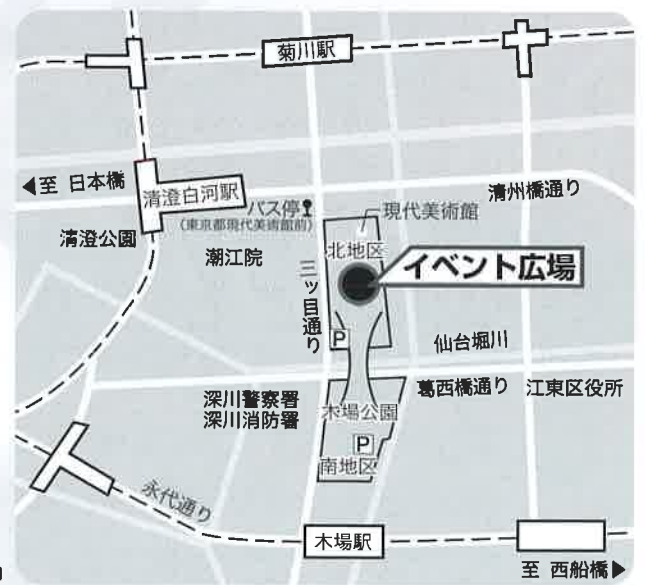 菊川駅
◀至 日本橋
清澄白河駅
清州橋通り
バス停
(東京都現代美術館前)
現代美術館
清澄公園
潮江院
北地区
イベント広場
三ッ目通り
P
仙台堀川
深川警察署
深川消防署
葛西橋通り
江東区役所
木場公園
P
南地区
永代通り
木場駅
至 西船橋▶